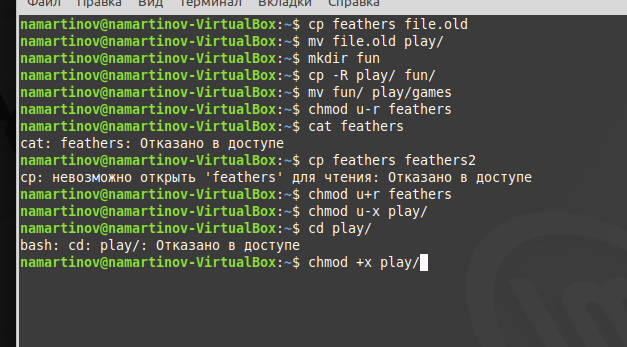 Файл Правка Вид Терминал Вкладки Справка
namartinov@namartinov-VirtualBox:~$ cp feathers file.old
namartinov@namartinov-VirtualBox:~$ mv file.old play/
namartinov@namartinov-VirtualBox:~$ mkdir fun
namartinov@namartinov-VirtualBox:~$ cp -R play/ fun/
namartinov@namartinov-VirtualBox:~$ mv fun/ play/games
namartinov@namartinov-VirtualBox:~$ chmod u-r feathers
namartinov@namartinov-VirtualBox:~$ cat feathers
cat: feathers: Отказано в доступе
namartinov@namartinov-VirtualBox:~$ cp feathers feathers2
cp: невозможно открыть 'feathers' для чтения: Отказано в доступе
namartinov@namartinov-VirtualBox:~$ chmod u+r feathers
namartinov@namartinov-VirtualBox:~$ chmod u-x play/
namartinov@namartinov-VirtualBox:~$ cd play/
bash: cd: play/: Отказано в доступе
namartinov@namartinov-VirtualBox:~$ chmod +x play/